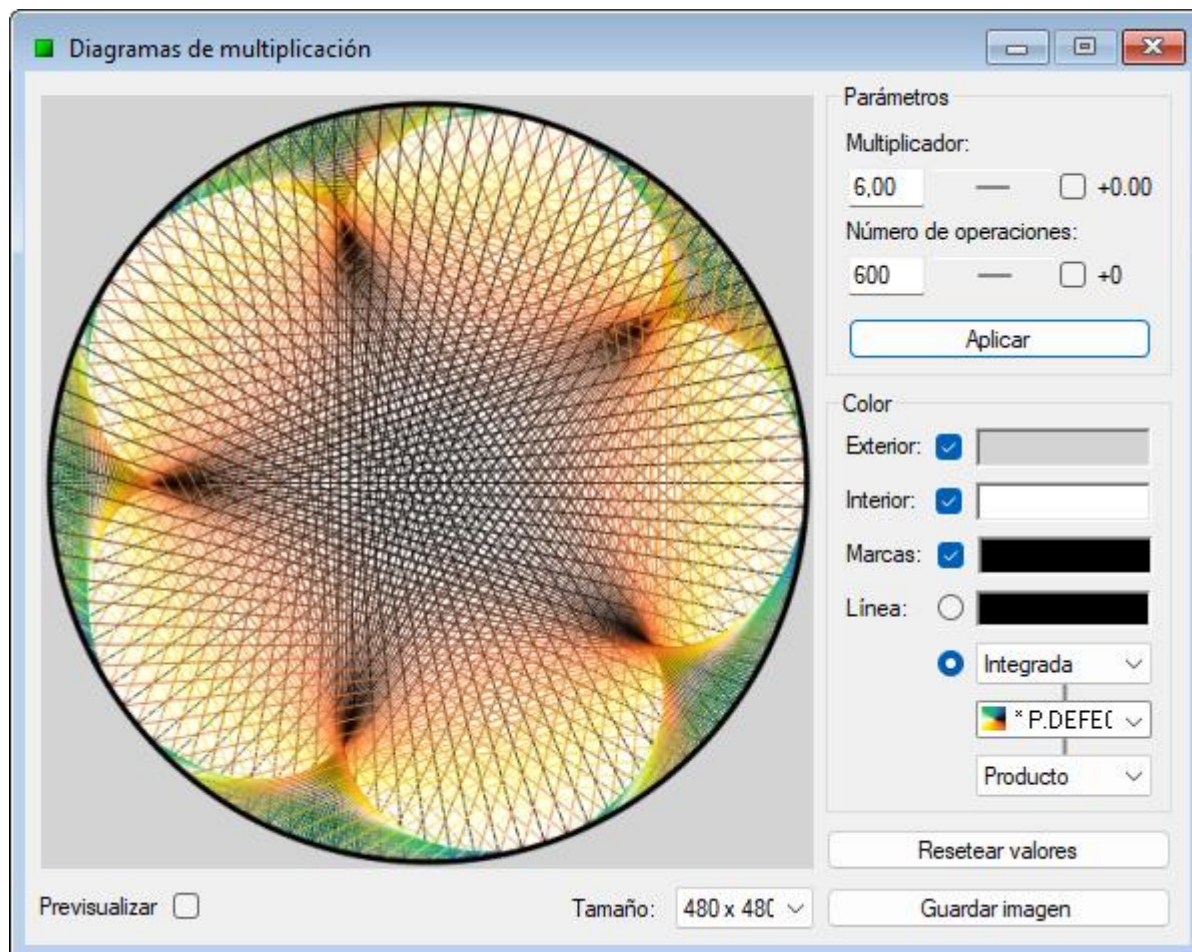 Diagramas de multiplicación
Parámetros
Multiplicador:
6,00
+0.00
Número de operaciones:
600
+0
Aplicar
Color
Exterior:
Interior:
Marcas:
Línea:
Integrada
* P.DEFE(
Producto
Resetear valores
Previsualizar
Tamaño:
480 x 48(
Guardar imagen